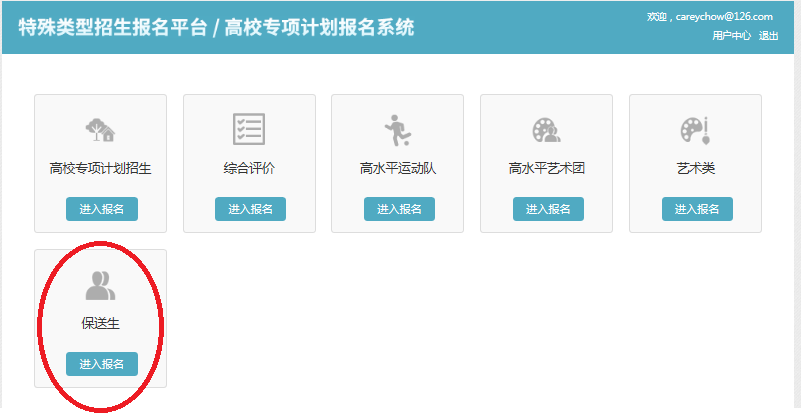 特殊类型招生报名平台 / 高校专项计划报名系统
欢迎，careychow@126.com
用户中心 退出
高校专项计划招生
进入报名
综合评价
进入报名
高水平运动队
进入报名
高水平艺术团
进入报名
艺术类
进入报名
保送生
进入报名